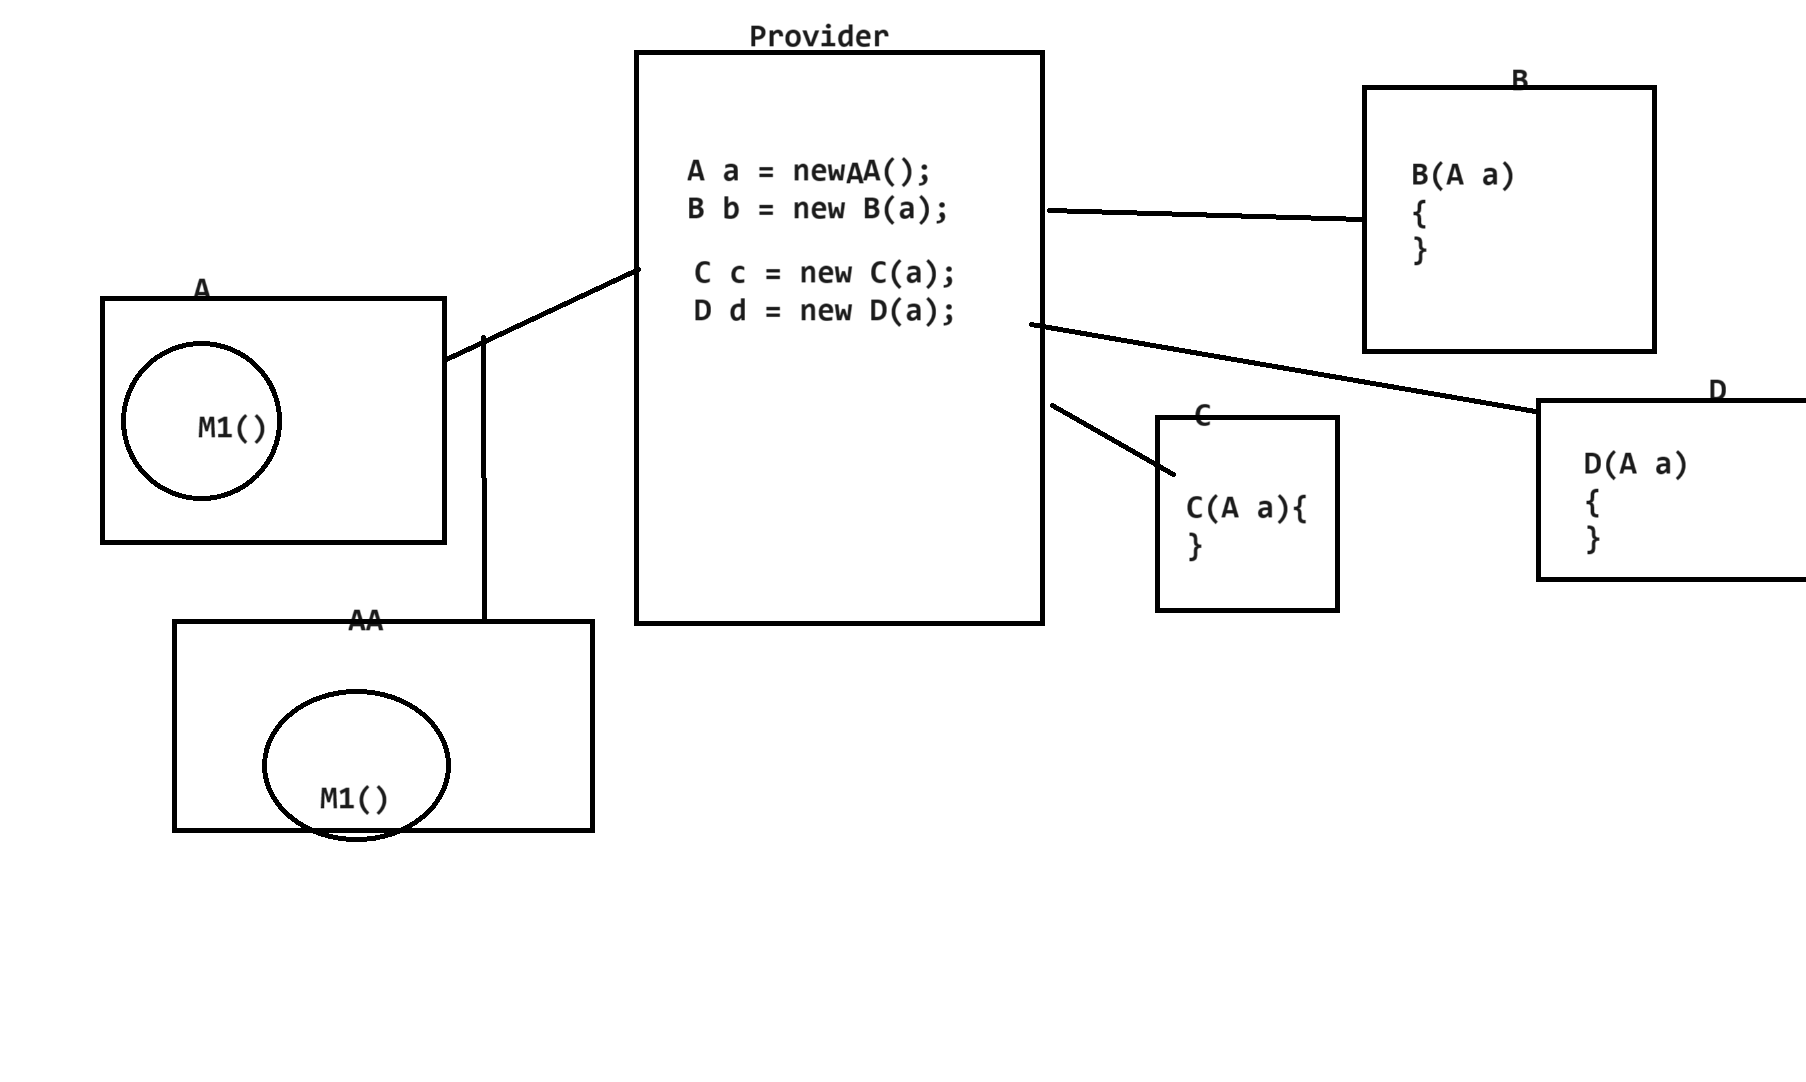 Provider
A a = newAA();
B b = new B(a);
C c = new C(a);
D d = new D(a);
B
B(A a)
{
}
A
M1()
AA
M1()
C
C(A a){
}
D
D(A a)
{
}